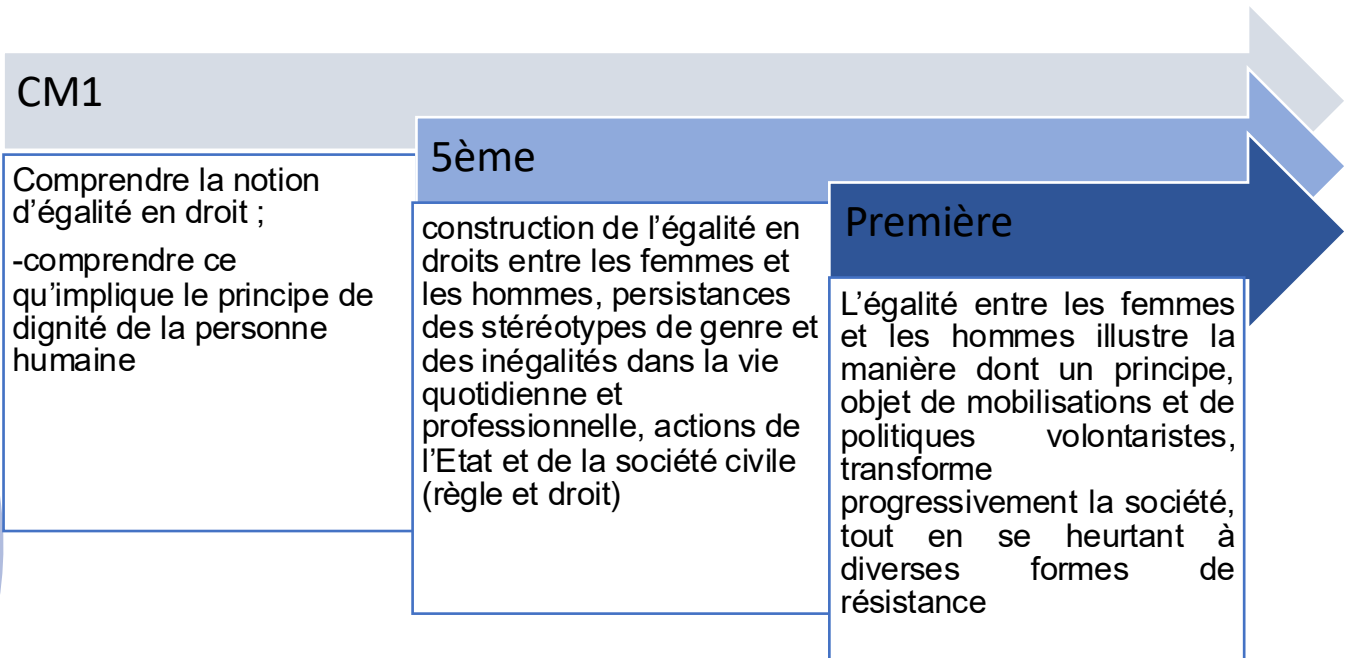 CM1
Comprendre la notion
d'égalité en droit ;
-comprendre ce
qu'implique le principe de
dignité de la personne
humaine
5ème
construction de l'égalité en
droits entre les femmes et
les hommes, persistances
des stéréotypes de genre et
des inégalités dans la vie
quotidienne et
professionnelle, actions de
l'Etat et de la société civile
(règle et droit)
Première
L'égalité entre les femmes
et les hommes illustre la
manière dont un principe,
objet de mobilisations et de
politiques volontaristes,
transforme
progressivement la société,
tout en se heurtant à
diverses formes de
résistance